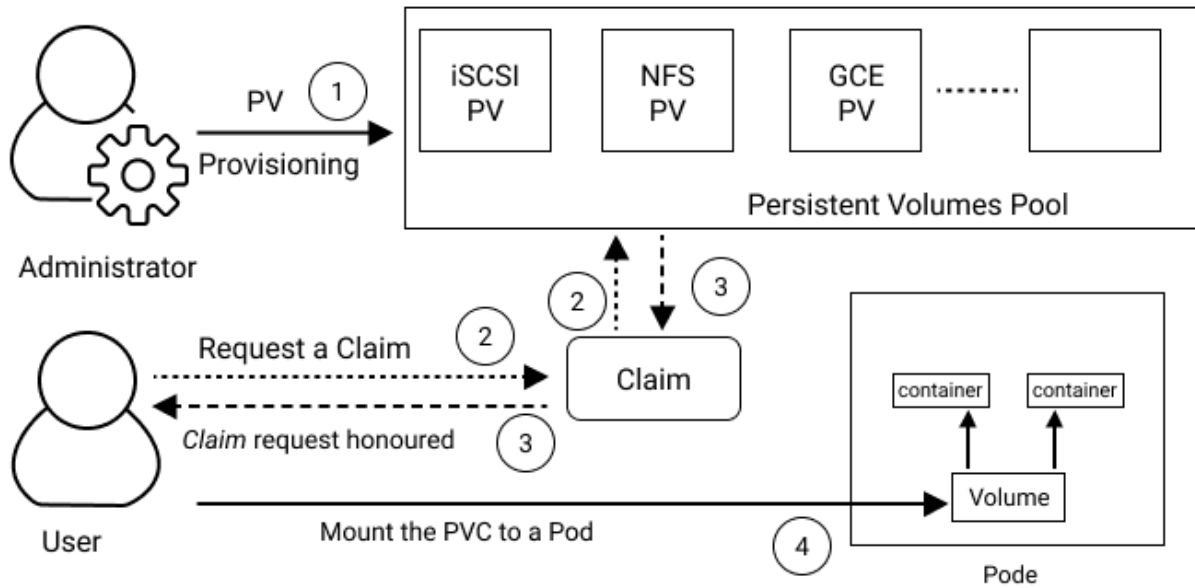 PV
1
Provisioning
Administrator
iSCSI
PV
NFS
PV
GCE
PV
Persistent Volumes Pool
2
3
Request a Claim
2
Claim
Claim request honoured
3
User
Mount the PVC to a Pod
4
container
container
Volume
Pode